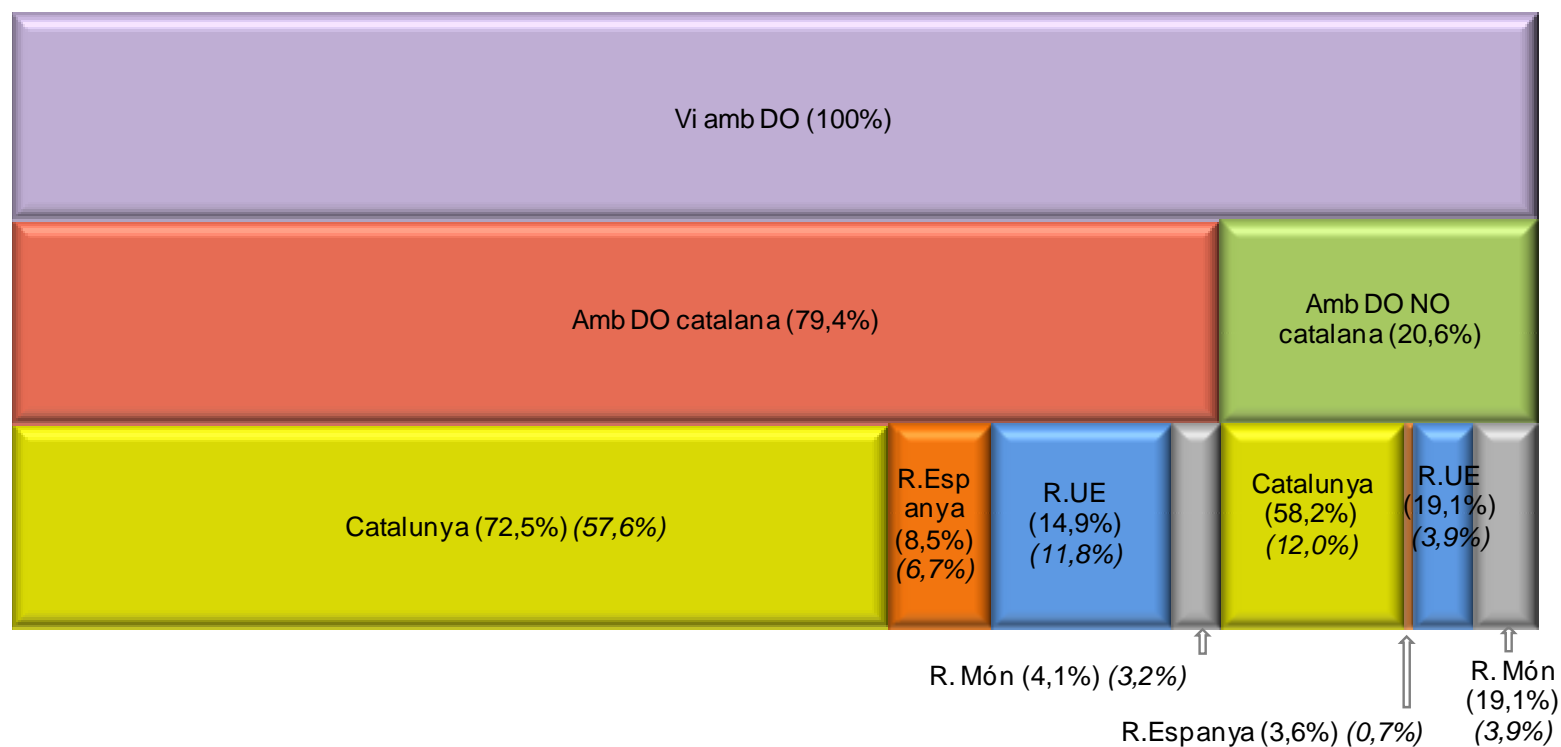 Vi amb DO (100%)
Amb DO catalana (79,4%)
Amb DO NO
catalana (20,6%)
Catalunya (72,5%) (57,6%)
R.Esp
anya
(8,5%)
(6,7%)
R.UE
(14,9%)
(11,8%)
Catalunya
(58,2%)
(12,0%)
R.UE
(19,1%)
(3,9%)
R. Món (4,1%) (3,2%)
R.Espanya (3,6%) (0,7%)
R. Món
(19,1%)
(3,9%)